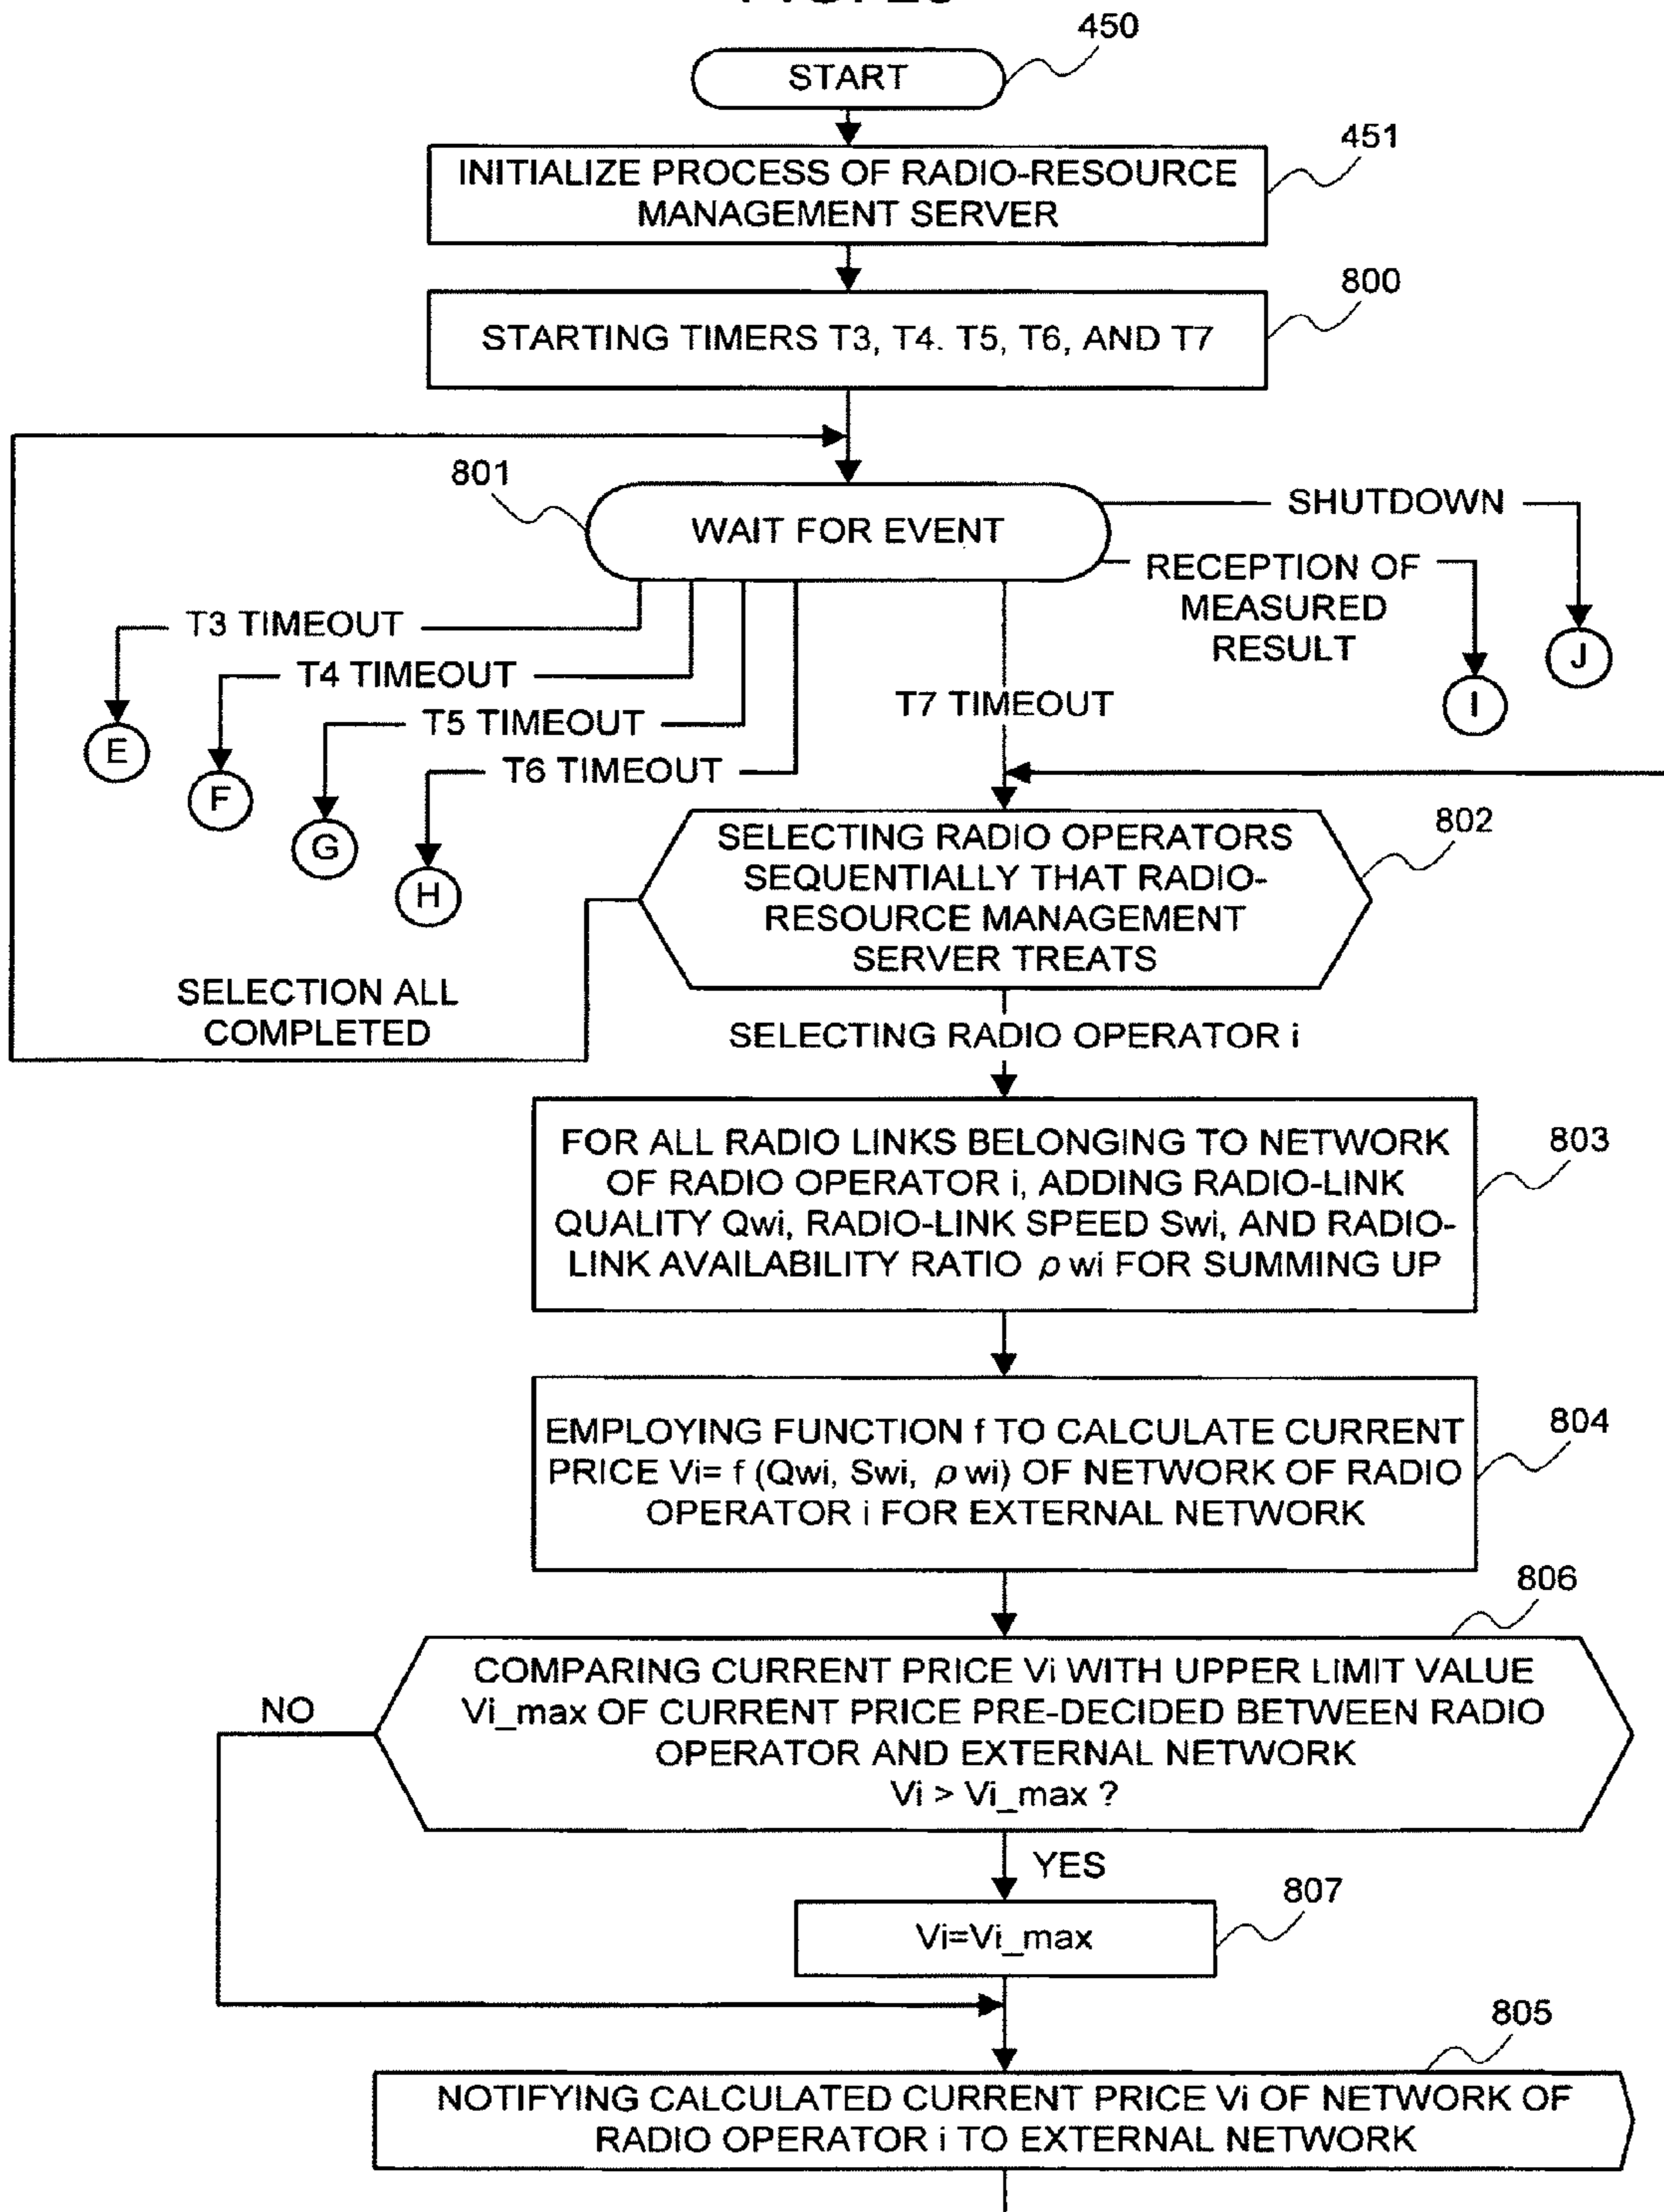 450
START
451
INITIALIZE PROCESS OF RADIO-RESOURCE
MANAGEMENT SERVER
800
STARTING TIMERS T3, T4. T5, T6, AND T7
801
WAIT FOR EVENT
SHUTDOWN
RECEPTION OF
MEASURED
RESULT
J
I
T3 TIMEOUT
T4 TIMEOUT
T5 TIMEOUT
T6 TIMEOUT
T7 TIMEOUT
E
F
G
H
802
SELECTING RADIO OPERATORS
SEQUENTIALLY THAT RADIO-
RESOURCE MANAGEMENT
SERVER TREATS
SELECTION ALL
COMPLETED
SELECTING RADIO OPERATOR i
803
FOR ALL RADIO LINKS BELONGING TO NETWORK
OF RADIO OPERATOR i, ADDING RADIO-LINK
QUALITY Qwi, RADIO-LINK SPEED Swi, AND RADIO-
LINK AVAILABILITY RATIO ρ wi FOR SUMMING UP
804
EMPLOYING FUNCTION f TO CALCULATE CURRENT
PRICE Vi= f (Qwi, Swi, ρ wi) OF NETWORK OF RADIO
OPERATOR i FOR EXTERNAL NETWORK
806
COMPARING CURRENT PRICE Vi WITH UPPER LIMIT VALUE
Vi_max OF CURRENT PRICE PRE-DECIDED BETWEEN RADIO
OPERATOR AND EXTERNAL NETWORK
Vi > Vi_max ?
NO
YES
807
Vi=Vi_max
805
NOTIFYING CALCULATED CURRENT PRICE Vi OF NETWORK OF
RADIO OPERATOR i TO EXTERNAL NETWORK